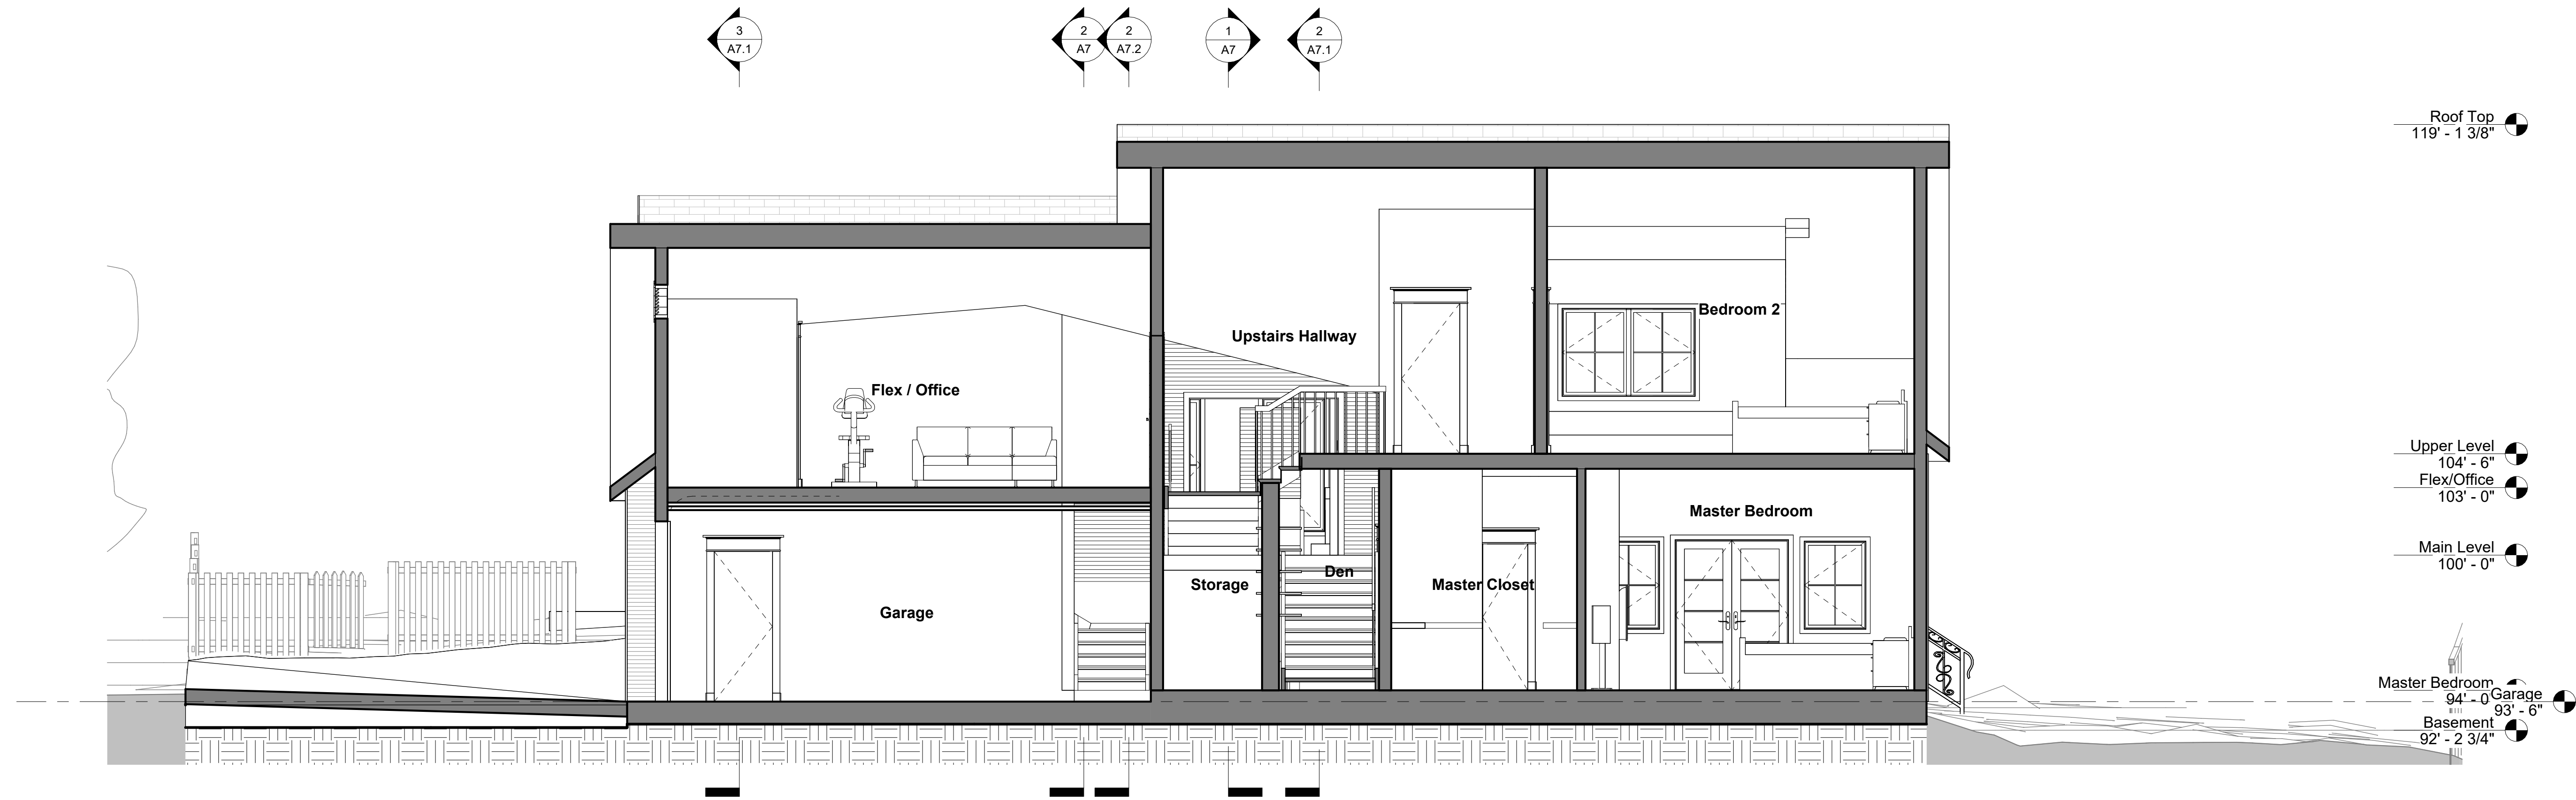 3
A7.1
2
A7
2
A7.2
1
A7
2
A7.1
Roof Top
119' - 1 3/8"
Upstairs Hallway
Bedroom 2
Flex / Office
Upper Level
104' - 6"
Flex/Office
103' - 0"
Master Bedroom
Main Level
100' - 0"
Storage
Den
Master Closet
Garage
Master Bedroom
94' - 0"
Garage
93' - 6"
Basement
92' - 2 3/4"